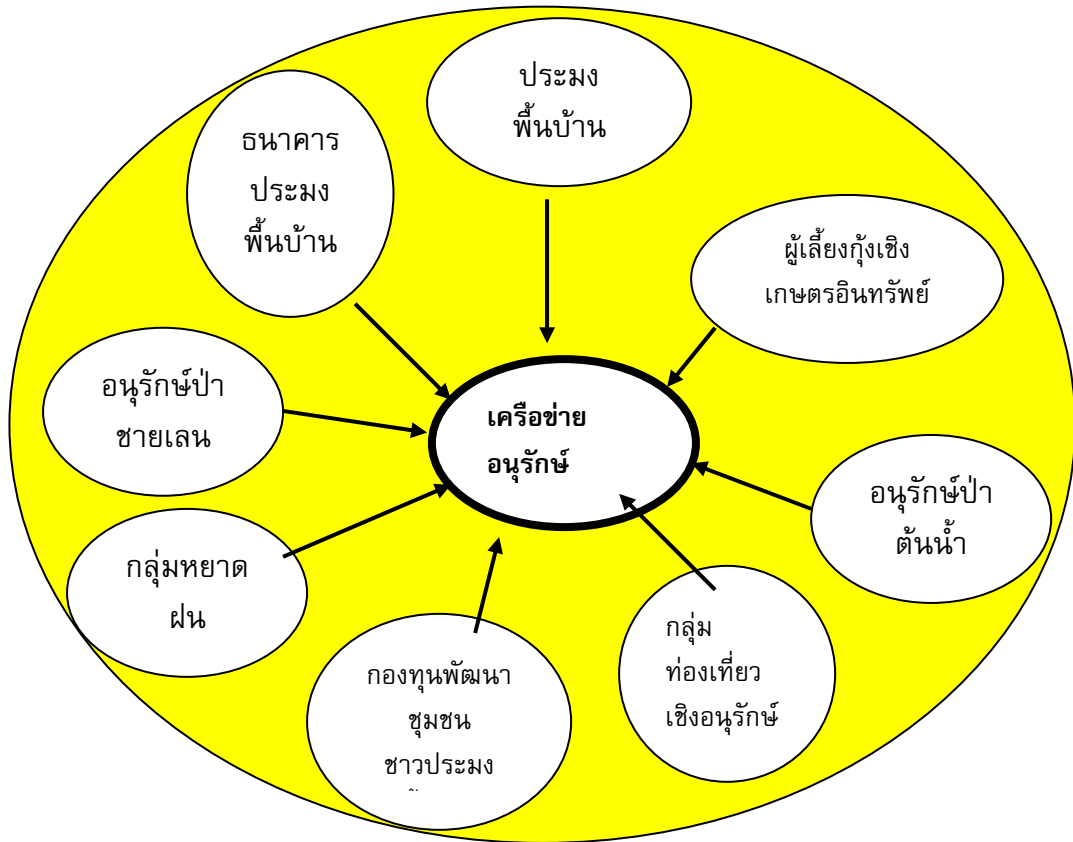 ประมง
พื้นบ้าน
ธนาคาร
ประมง
พื้นบ้าน
ผู้เลี้ยงกุ้งเชิง
เกษตรอินทรัพย์
อนุรักษ์ป่า
ชายเลน
เครือข่าย
อนุรักษ์
อนุรักษ์ป่า
ต้นน้ำ
กลุ่มหยาด
ฝน
กองทุนพัฒนา
ชุมชน
ชาวประมง
กลุ่ม
ท่องเที่ยว
เชิงอนุรักษ์